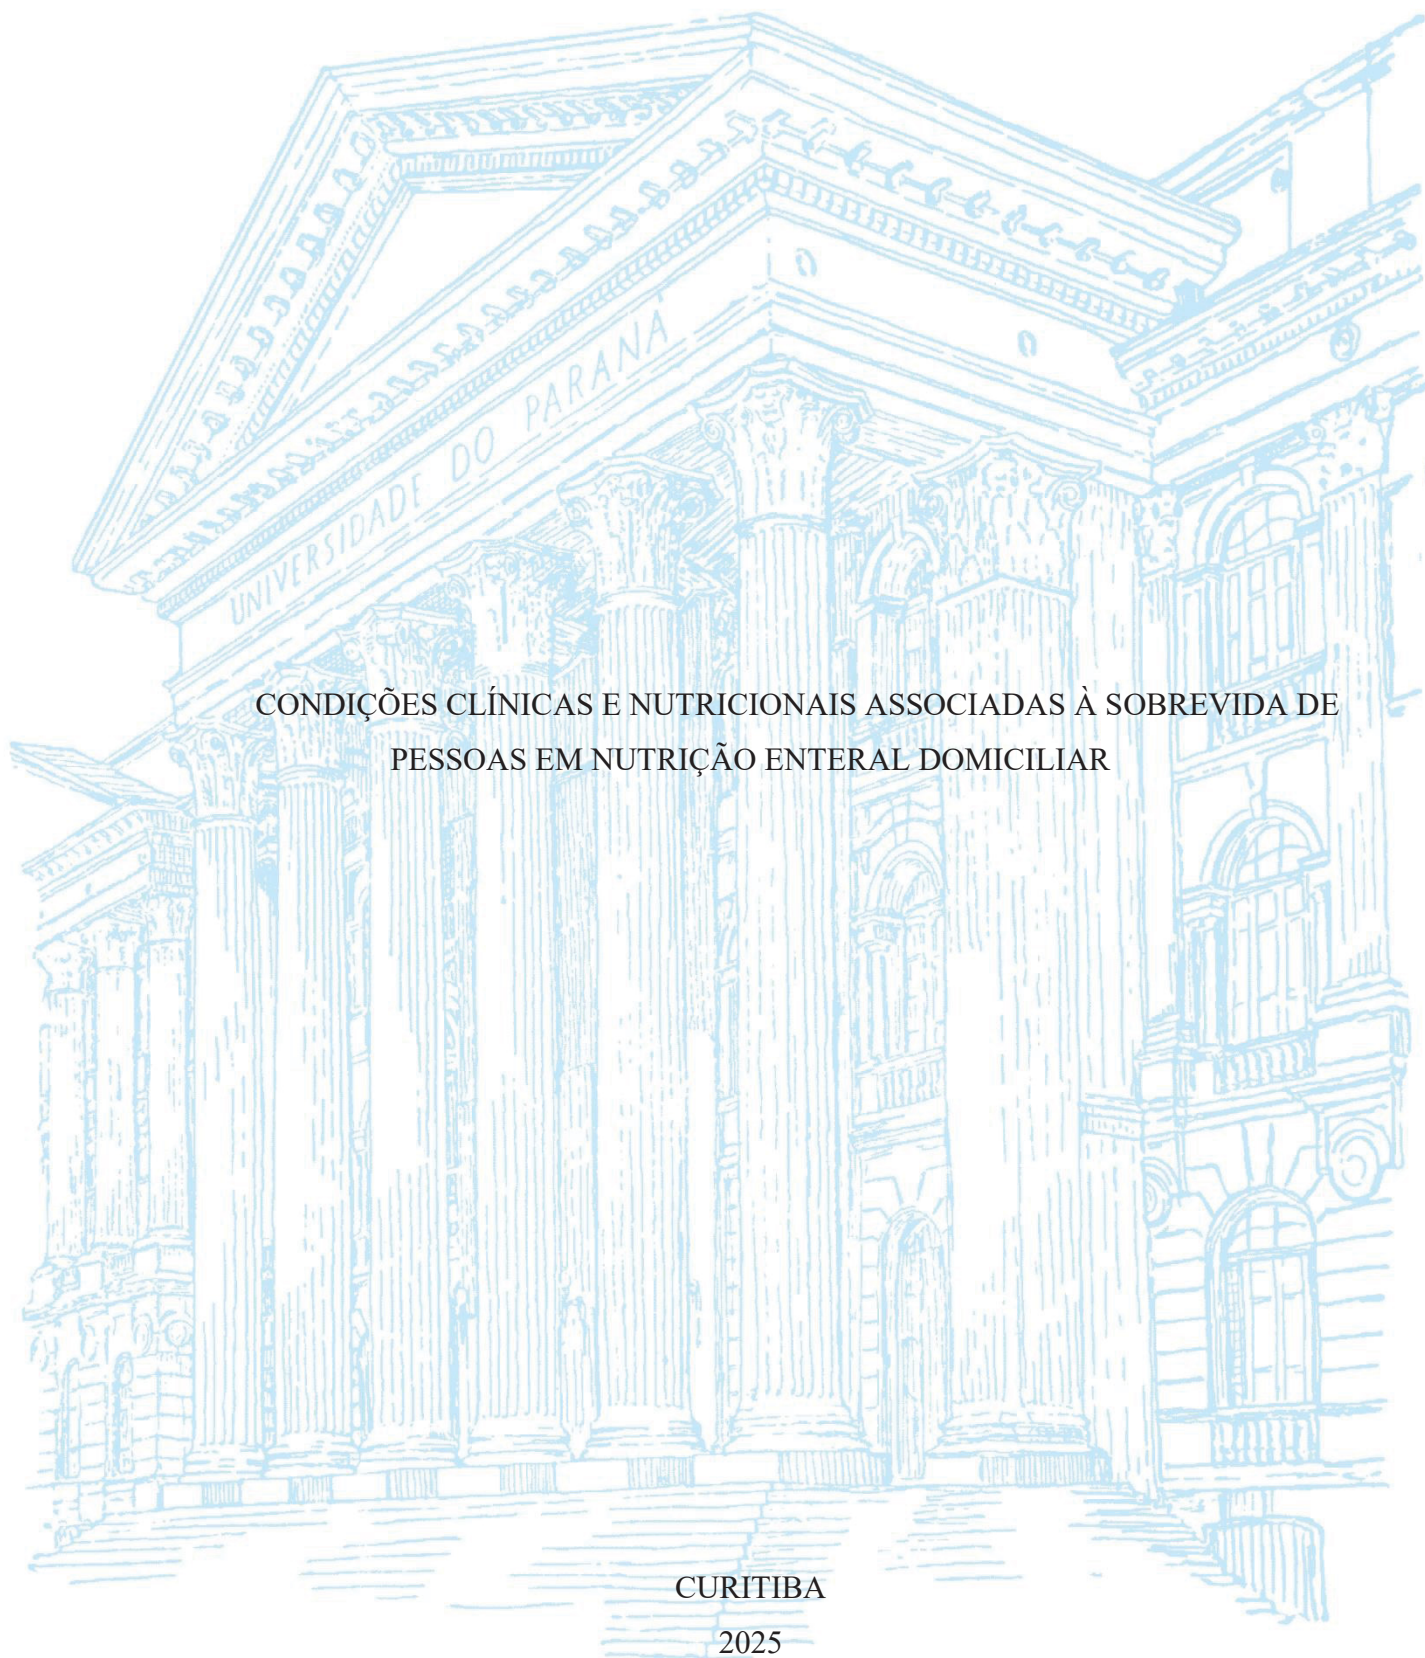 UNIVERSIDADE DO PARANÁ
CONDIÇÕES CLÍNICAS E NUTRICIONAIS ASSOCIADAS À SOBREVIDA DE
PESSOAS EM NUTRIÇÃO ENTERAL DOMICILIAR
CURITIBA
2025